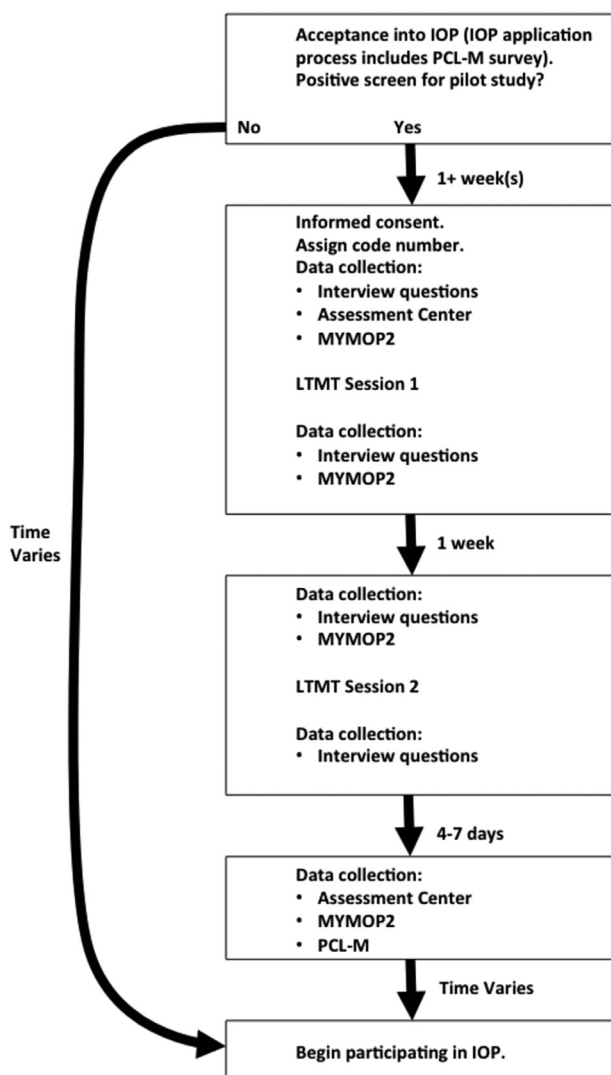 Acceptance into IOP (IOP application
process includes PCL-M survey).
Positive screen for pilot study?
No Yes
1+ week(s)
Informed consent.
Assign code number.
Data collection:
• Interview questions
• Assessment Center
• MYMOP2
LTMT Session 1
Data collection:
• Interview questions
• MYMOP2
Time
Varies
1 week
Data collection:
• Interview questions
• MYMOP2
LTMT Session 2
Data collection:
• Interview questions
4-7 days
Data collection:
• Assessment Center
• MYMOP2
• PCL-M
Time Varies
Begin participating in IOP.